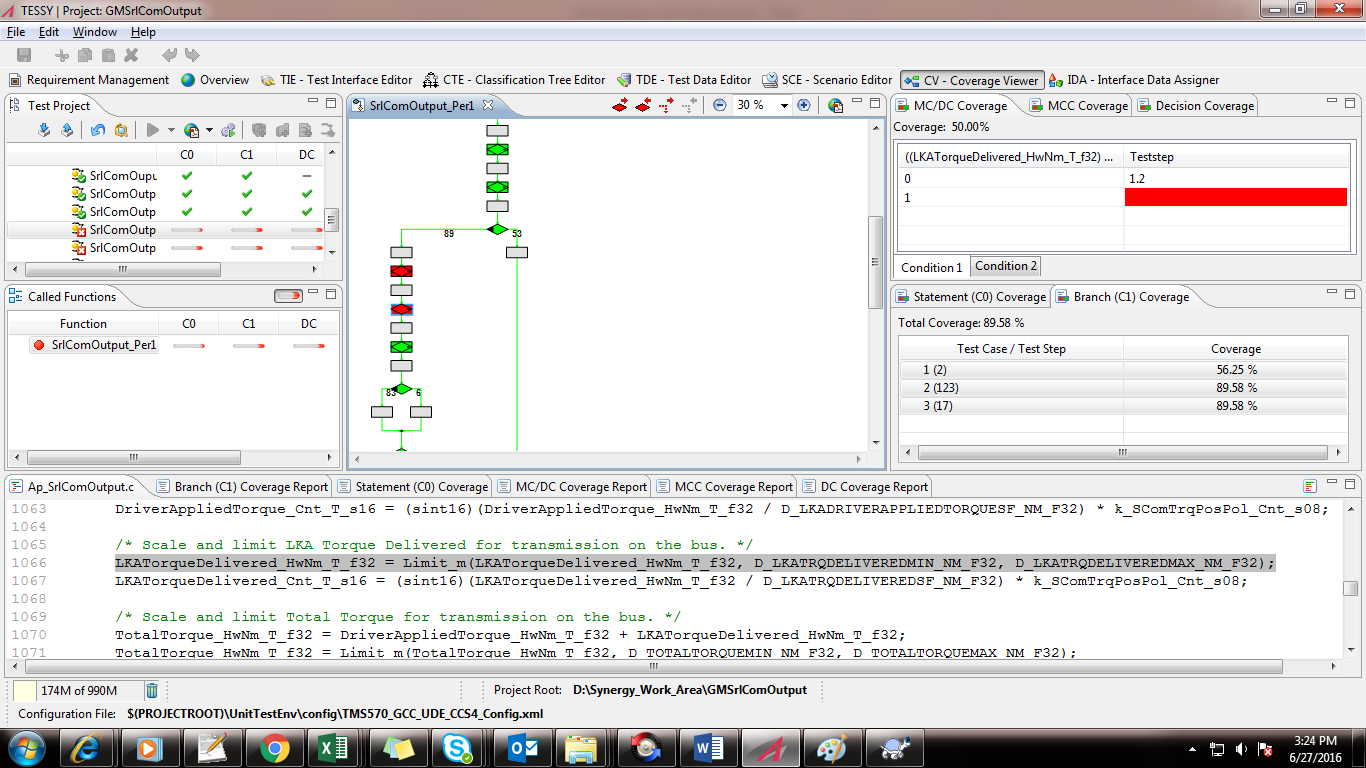 TESSY | Project: GMSrlComOutput
File Edit Window Help
Requirement Management Overview TIE - Test Interface Editor CTE - Classification Tree Editor TDE - Test Data Editor SCE - Scenario Editor CV - Coverage Viewer IDA - Interface Data Assigner
Test Project
C0 C1 DC
SrlComOupu
SrlComOutp
SrlComOutp
SrlComOutp
SrlComOutp
Called Functions
Function C0 C1 DC
SrlComOutput_Per1
SrlComOutput_Per1
30 %
89 53
83 6
MC/DC Coverage MCC Coverage Decision Coverage
Coverage: 50.00%
((LKATorqueDelivered_HwNm_T_f32) ... Teststep
0 1.2
1
Condition 1 Condition 2
Statement (C0) Coverage Branch (C1) Coverage
Total Coverage: 89.58 %
Test Case / Test Step Coverage
1 (2) 56.25 %
2 (123) 89.58 %
3 (17) 89.58 %
Ap_SrlComOutput.c Branch (C1) Coverage Report Statement (C0) Coverage MC/DC Coverage Report MCC Coverage Report DC Coverage Report
1063 DriverAppliedTorque_Cnt_T_s16 = (sint16)(DriverAppliedTorque_HwNm_T_f32 / D_LKADRIVERAPPLIEDTORQUESF_NM_F32) * k_SComTrqPosPol_Cnt_s08;
1064
1065 /* Scale and limit LKA Torque Delivered for transmission on the bus. */
1066 LKATorqueDelivered_HwNm_T_f32 = Limit_m(LKATorqueDelivered_HwNm_T_f32, D_LKATRQDELIVEREDMIN_NM_F32, D_LKATRQDELIVEREDMAX_NM_F32);
1067 LKATorqueDelivered_Cnt_T_s16 = (sint16)(LKATorqueDelivered_HwNm_T_f32 / D_LKATRQDELIVEREDSF_NM_F32) * k_SComTrqPosPol_Cnt_s08;
1068
1069 /* Scale and limit Total Torque for transmission on the bus. */
1070 TotalTorque_HwNm_T_f32 = DriverAppliedTorque_HwNm_T_f32 + LKATorqueDelivered_HwNm_T_f32;
1071 TotalTorque_HwNm_T_f32 = Limit_m(TotalTorque_HwNm_T_f32, D_TOTALTORQUEMIN_NM_F32, D_TOTALTORQUEMAX_NM_F32);
174M of 990M Project Root: D:\Synergy_Work_Area\GMSrlComOutput
Configuration File: $(PROJECTROOT)\UnitTestEnv\config\TMS570_GCC_UDE_CCS4_Config.xml
3:24 PM
6/27/2016